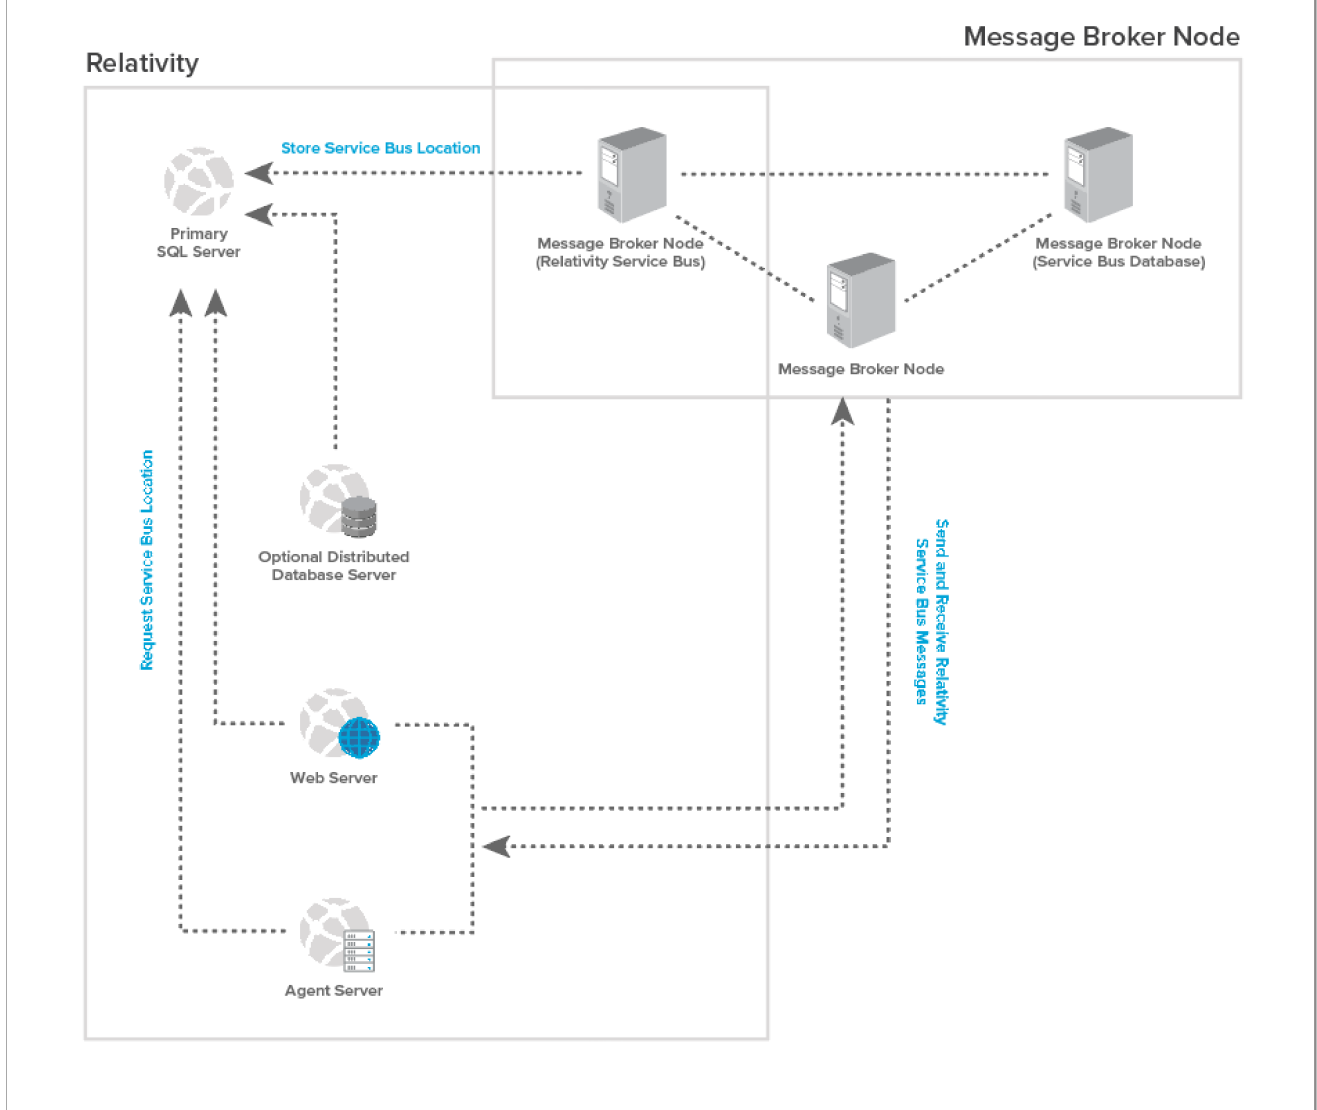 Message Broker Node
Relativity
Store Service Bus Location
Primary
SQL Server
Message Broker Node
(Relativity Service Bus)
Message Broker Node
(Service Bus Database)
Message Broker Node
Request Service Bus Location
Optional Distributed
Database Server
Send and Receive Relativity
Service Bus Messages
Web Server
Agent Server